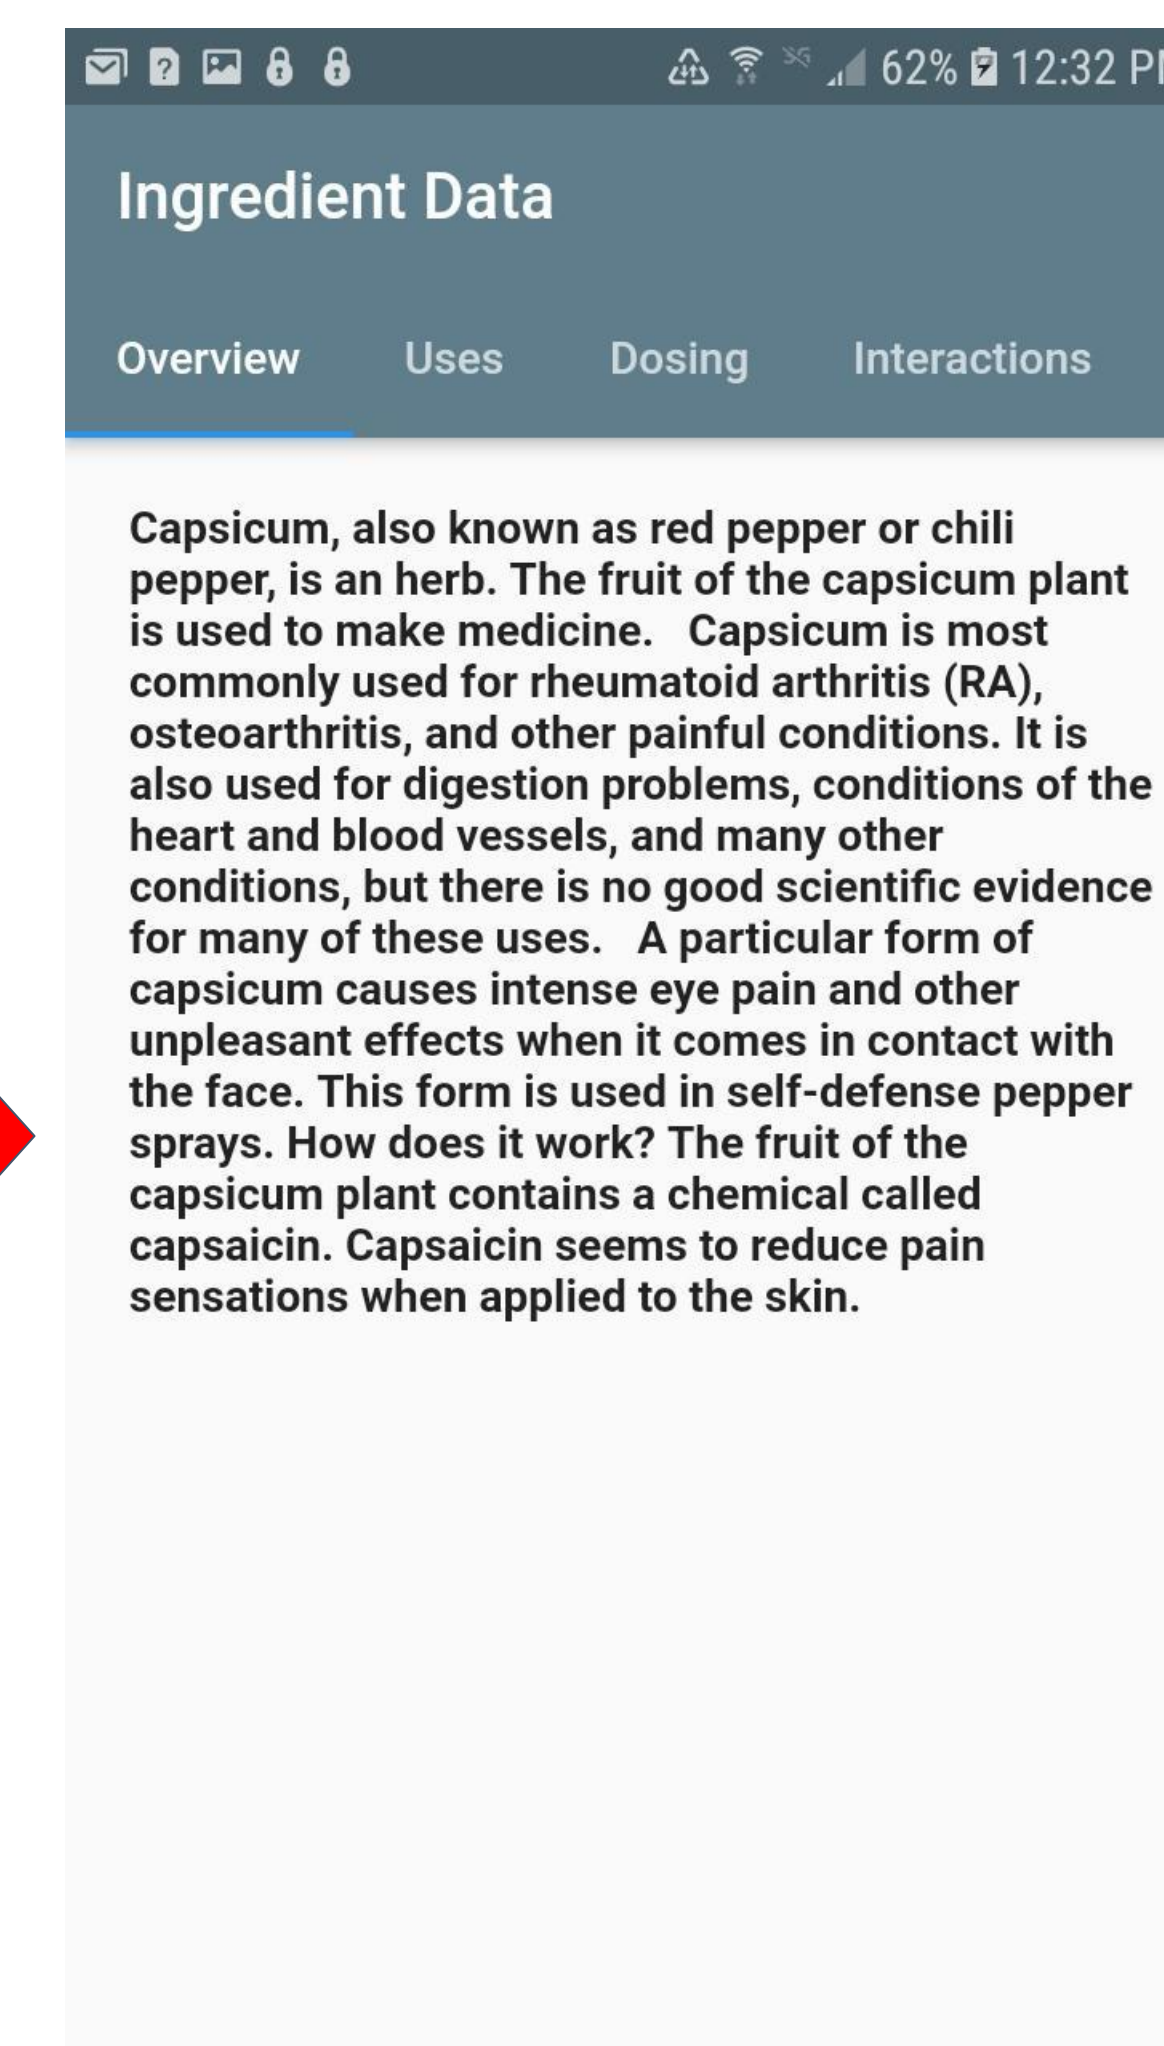 62% 12:32 PM
Ingredient Data
Overview Uses Dosing Interactions
Capsicum, also known as red pepper or chili
pepper, is an herb. The fruit of the capsicum plant
is used to make medicine.   Capsicum is most
commonly used for rheumatoid arthritis (RA),
osteoarthritis, and other painful conditions. It is
also used for digestion problems, conditions of the
heart and blood vessels, and many other
conditions, but there is no good scientific evidence
for many of these uses.   A particular form of
capsicum causes intense eye pain and other
unpleasant effects when it comes in contact with
the face. This form is used in self-defense pepper
sprays. How does it work? The fruit of the
capsicum plant contains a chemical called
capsaicin. Capsaicin seems to reduce pain
sensations when applied to the skin.